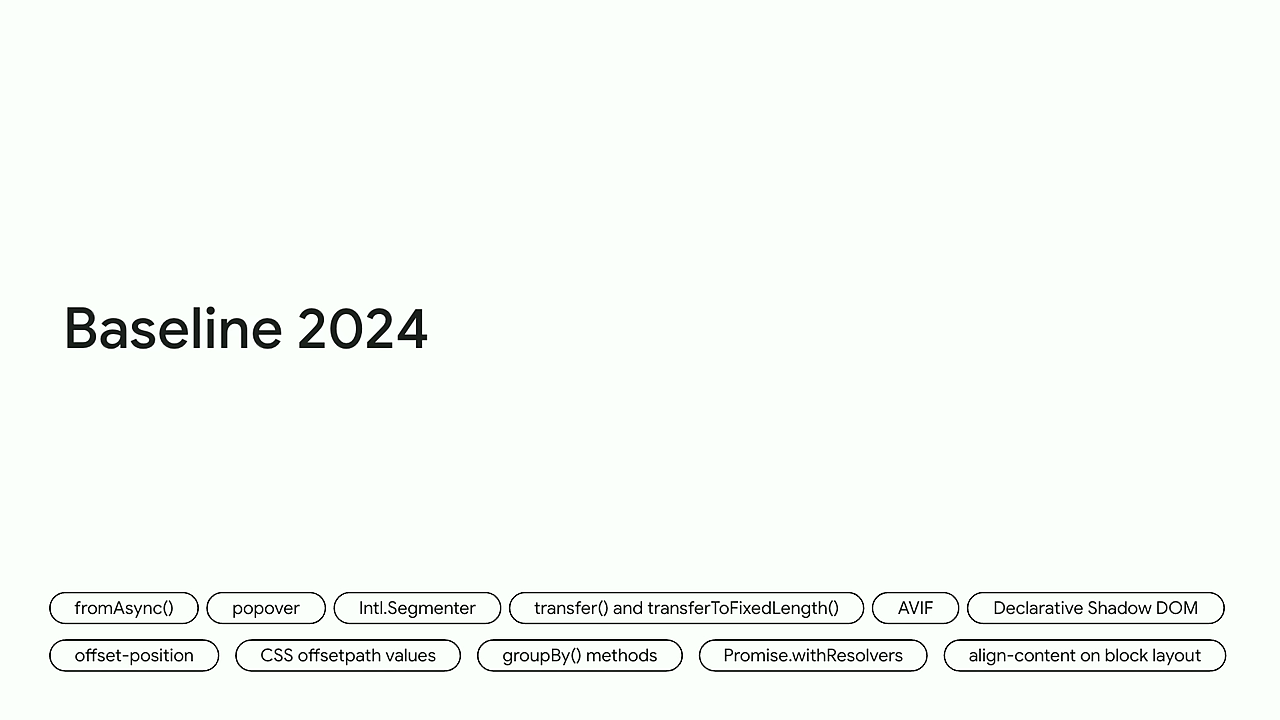 Baseline 2024
fromAsync() popover Intl.Segmenter transfer() and transferToFixedLength() AVIF Declarative Shadow DOM
offset-position CSS offsetpath values groupBy() methods Promise.withResolvers align-content on block layout